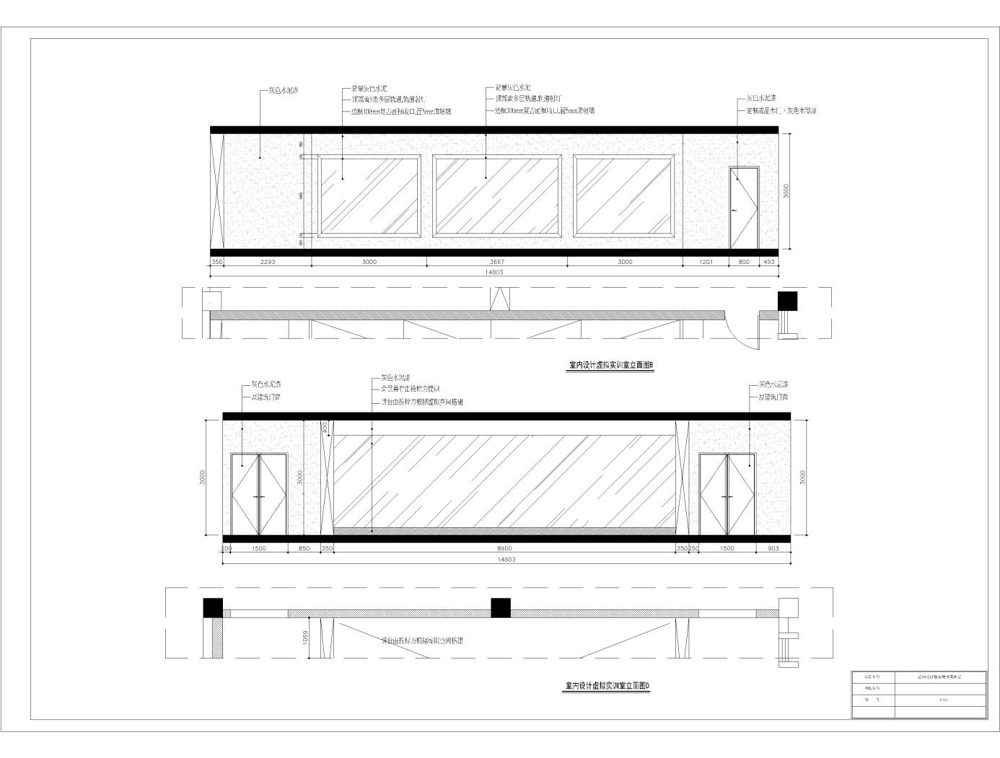 灰色水泥漆
背景灰色水泥
顶部置3条多层轨道,轨道射灯
边框100mm复古画框收口,面5mm清玻璃
背景灰色水泥
顶部置多层轨道,轨道射灯
边框100mm复古画框收口,面5mm清玻璃
灰色水泥漆
定制成品木门，灰色木器漆
3000
350 2293 3000 3667 3000 1201 800 493
14803
室内设计虚拟实训室立面图B
灰色水泥漆
原建筑门窗
灰色水泥漆
背景幕布由投标方提供
讲台由投标方根据虚拟空间搭建
灰色水泥漆
原建筑门窗
400
3000
3000
3000
200 1500 850 350 8900 350 250 1500 903
14803
1059
讲台由投标方根据虚拟空间搭建
室内设计虚拟实训室立面图D